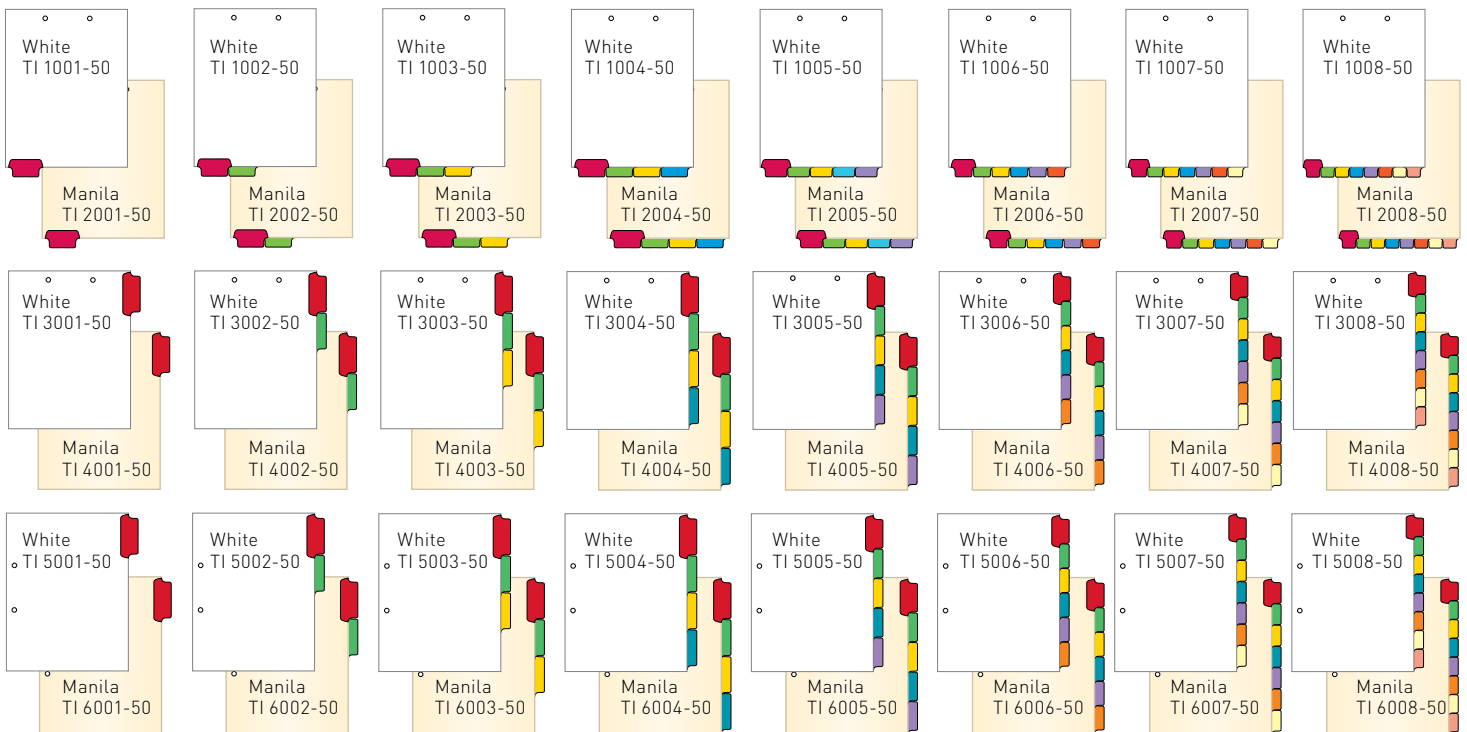 White
TI 1001-50
White
TI 1002-50
White
TI 1003-50
White
TI 1004-50
White
TI 1005-50
White
TI 1006-50
White
TI 1007-50
White
TI 1008-50
Manila
TI 2001-50
Manila
TI 2002-50
Manila
TI 2003-50
Manila
TI 2004-50
Manila
TI 2005-50
Manila
TI 2006-50
Manila
TI 2007-50
Manila
TI 2008-50
White
TI 3001-50
White
TI 3002-50
White
TI 3003-50
White
TI 3004-50
White
TI 3005-50
White
TI 3006-50
White
TI 3007-50
White
TI 3008-50
Manila
TI 4001-50
Manila
TI 4002-50
Manila
TI 4003-50
Manila
TI 4004-50
Manila
TI 4005-50
Manila
TI 4006-50
Manila
TI 4007-50
Manila
TI 4008-50
White
TI 5001-50
White
TI 5002-50
White
TI 5003-50
White
TI 5004-50
White
TI 5005-50
White
TI 5006-50
White
TI 5007-50
White
TI 5008-50
Manila
TI 6001-50
Manila
TI 6002-50
Manila
TI 6003-50
Manila
TI 6004-50
Manila
TI 6005-50
Manila
TI 6006-50
Manila
TI 6007-50
Manila
TI 6008-50